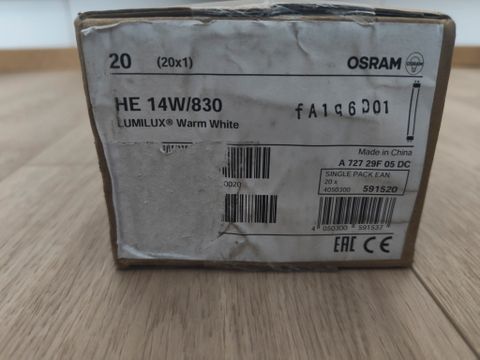 20 (20x1) OSRAM
HE 14W/830
LUMILUX® Warm White
fA196D01
Made in China
A 727 29F 05 DC
SINGLE PACK EAN
20 x
4050300 591520
0020
4 050300 591537
EAC CE